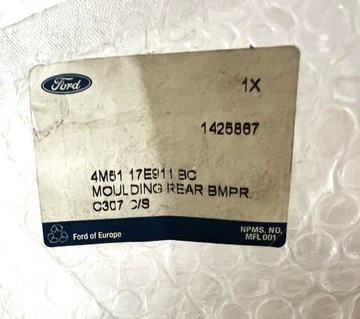 Ford
1X
1425867
4M51 17E911 BC
MOULDING REAR BMPR.
C307 C/S
Ford of Europe
NPMS. NO.
MFL 001